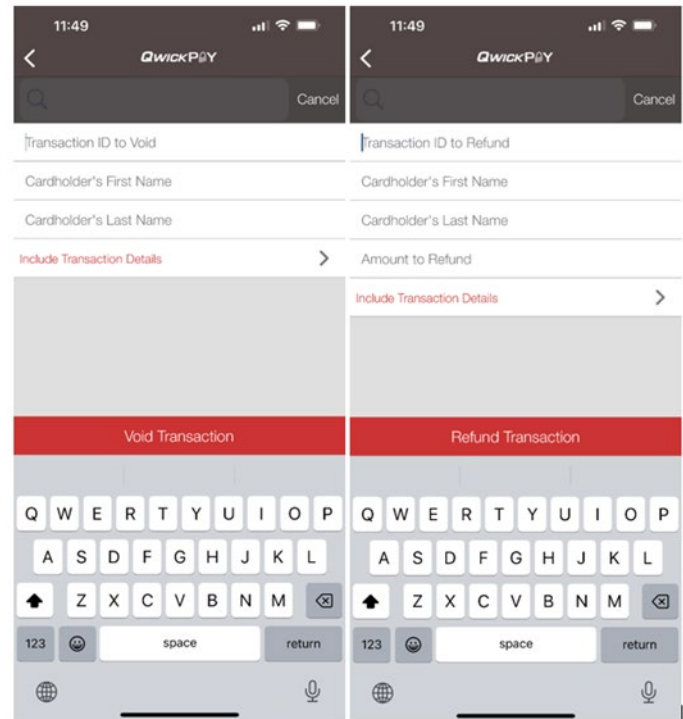 11:49
QWICKPAY
Cancel
Transaction ID to Void
Cardholder's First Name
Cardholder's Last Name
Include Transaction Details
Void Transaction
Q W E R T Y U I O P
A S D F G H J K L
Z X C V B N M
123 space return
11:49
QWICKPAY
Cancel
Transaction ID to Refund
Cardholder's First Name
Cardholder's Last Name
Amount to Refund
Include Transaction Details
Refund Transaction
Q W E R T Y U I O P
A S D F G H J K L
Z X C V B N M
123 space return